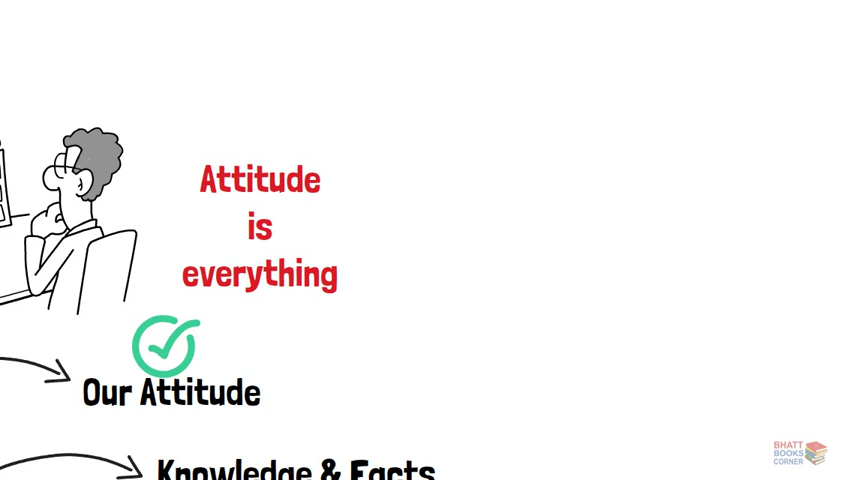 Attitude
is
everything
Our Attitude
Knowledge & Facts
BHATT
BOOKS
CORNER